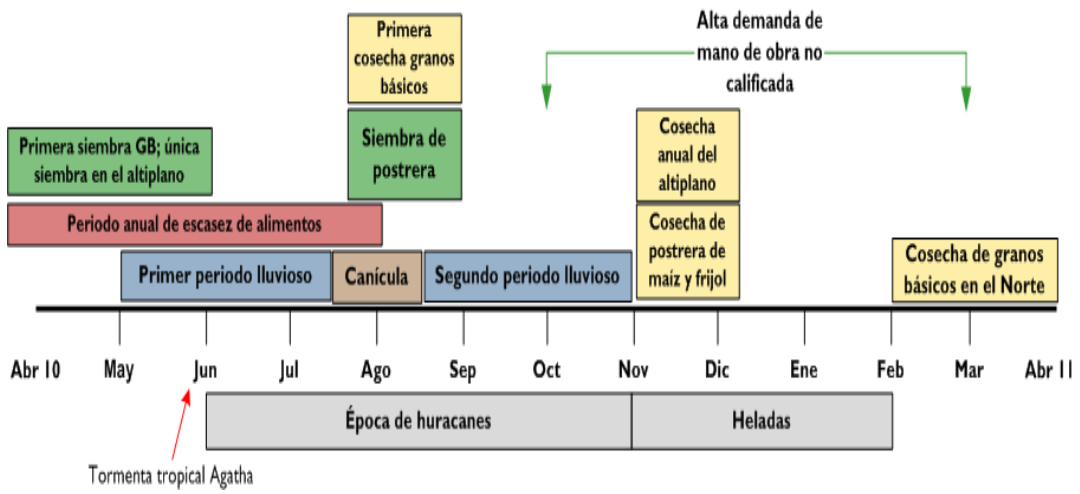 Alta demanda de
mano de obra no
calificada
Primera
cosecha granos
básicos
Siembra de
postrera
Primera siembra GB; única
siembra en el altiplano
Cosecha
anual del
altiplano
Periodo anual de escasez de alimentos
Cosecha de
postrera de
maíz y frijol
Primer periodo lluvioso
Canícula
Segundo periodo lluvioso
Cosecha de granos
básicos en el Norte
Abr 10 May Jun Jul Ago Sep Oct Nov Dic Ene Feb Mar Abr 11
Época de huracanes
Heladas
Tormenta tropical Agatha